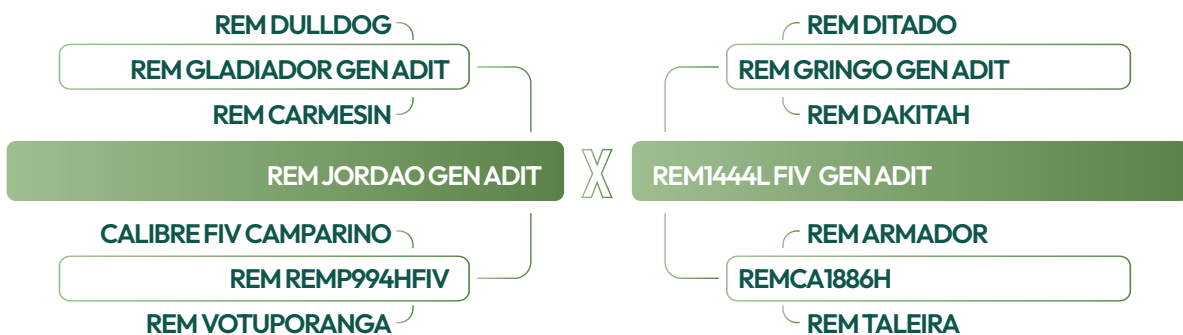 REM DULLDOG
REM GLADIADOR GEN ADIT
REM CARMESIN
REM JORDAO GEN ADIT
CALIBRE FIV CAMPARINO
REM REMP994HFIV
REM VOTUPORANGA
X
REM DITADO
REM GRINGO GEN ADIT
REM DAKITAH
REM1444L FIV GEN ADIT
REM ARMADOR
REMCA1886H
REM TALEIRA